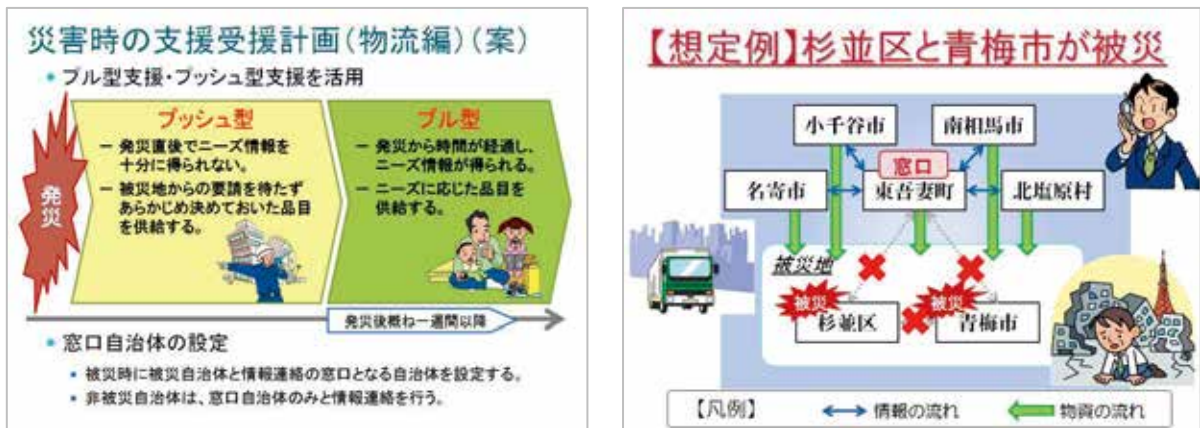 災害時の支援受援計画(物流編)(案)
• プル型支援・プッシュ型支援を活用
発災
プッシュ型
− 発災直後でニーズ情報を
十分に得られない。
− 被災地からの要請を待たず
あらかじめ決めておいた品目
を供給する。
プル型
− 発災から時間が経過し、
ニーズ情報が得られる。
− ニーズに応じた品目を
供給する。
発災後概ね一週間以降
• 窓口自治体の設定
• 被災時に被災自治体と情報連絡の窓口となる自治体を設定する。
• 非被災自治体は、窓口自治体のみと情報連絡を行う。
【想定例】杉並区と青梅市が被災
小千谷市
南相馬市
窓口
名寄市
東吾妻町
北塩原村
被災地
被災
被災
杉並区
青梅市
【凡例】
情報の流れ
物資の流れ